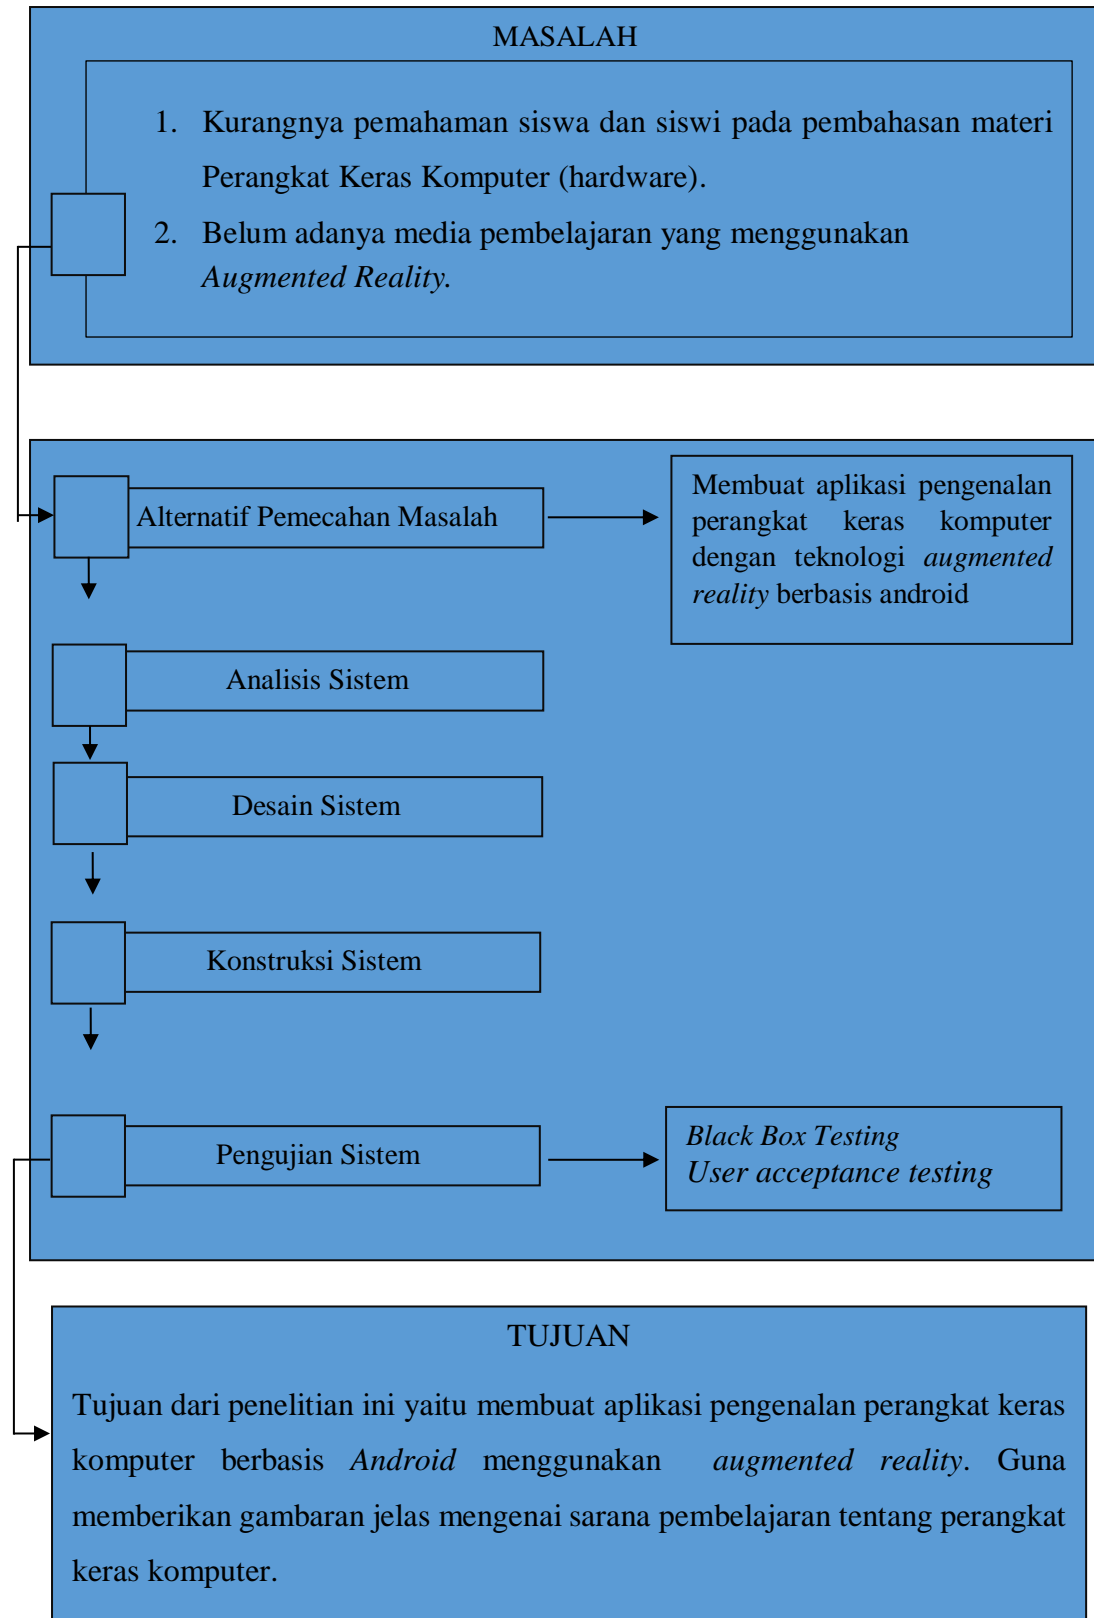 MASALAH
1. Kurangnya pemahaman siswa dan siswi pada pembahasan materi
Perangkat Keras Komputer (hardware).
2. Belum adanya media pembelajaran yang menggunakan
Augmented Reality.
Alternatif Pemecahan Masalah
Membuat aplikasi pengenalan
perangkat keras komputer
dengan teknologi augmented
reality berbasis android
Analisis Sistem
Desain Sistem
Konstruksi Sistem
Pengujian Sistem
Black Box Testing
User acceptance testing
TUJUAN
Tujuan dari penelitian ini yaitu membuat aplikasi pengenalan perangkat keras
komputer berbasis Android menggunakan augmented reality. Guna
memberikan gambaran jelas mengenai sarana pembelajaran tentang perangkat
keras komputer.